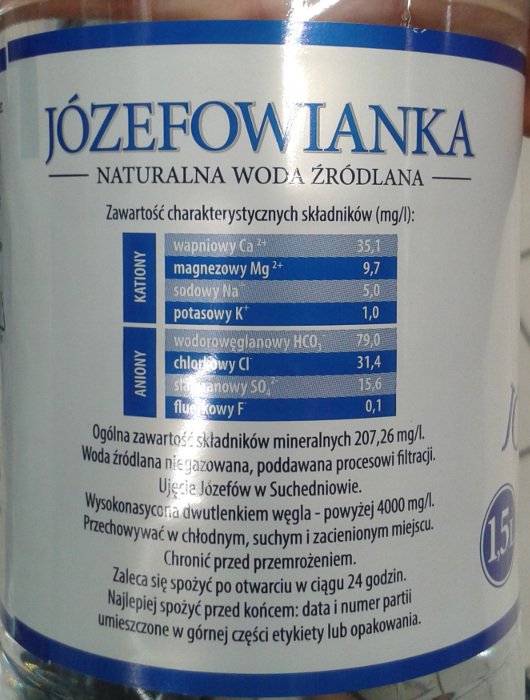 JÓZEFOWIANKA
NATURALNA WODA ŹRÓDLANA
Zawartość charakterystycznych składników (mg/l):
KATIONY
wapniowy Ca 2+ 35,1
magnezowy Mg 2+ 9,7
sodowy Na+ 5,0
potasowy K+ 1,0
ANIONY
wodorowęglanowy HCO3- 79,0
chlorkowy Cl- 31,4
siarczanowy SO4 2- 15,6
fluorkowy F- 0,1
Ogólna zawartość składników mineralnych 207,26 mg/l.
Woda źródlana niegazowana, poddawana procesowi filtracji.
Ujęcie Józefów w Suchedniowie.
Wysokonasycona dwutlenkiem węgla - powyżej 4000 mg/l.
Przechowywać w chłodnym, suchym i zacienionym miejscu.
Chronić przed przemrożeniem.
Zaleca się spożyć po otwarciu w ciągu 24 godzin.
Najlepiej spożyć przed końcem: data i numer partii
umieszczone w górnej części etykiety lub opakowania.
1,5